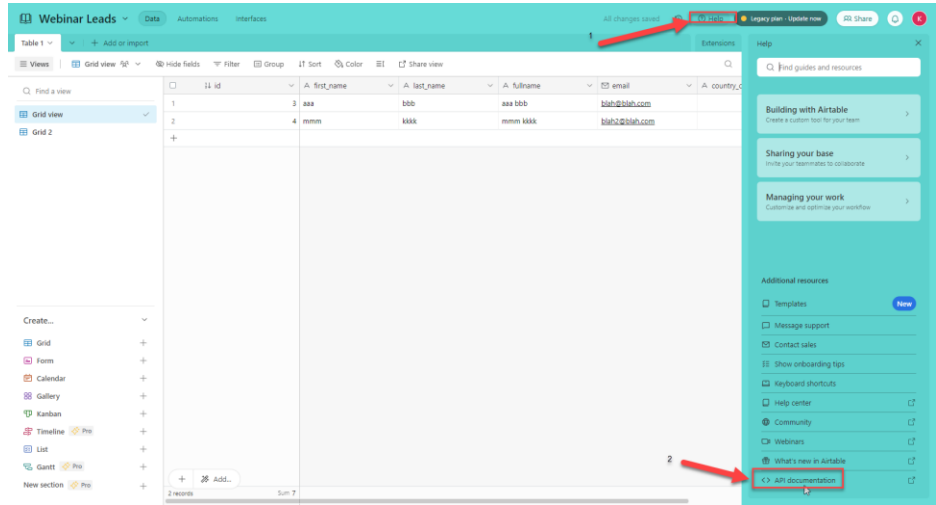 Webinar Leads Data Automations Interfaces All changes saved Help Legacy plan - Update now Share K
1
Table 1 + Add or import Extensions Help
Views Grid view Hide fields Filter Group Sort Color Share view
Find a view
Grid view
Grid 2
id first_name last_name fullname email country_c
1 3 aaa bbb aaa bbb blah@blah.com
2 4 mmm kkkk mmm kkkk blah2@blah.com
+
Create...
Grid +
Form +
Calendar +
Gallery +
Kanban +
Timeline Pro +
List +
Gantt Pro +
New section Pro +
+ Add...
2 records Sum 7
Find guides and resources
Building with Airtable
Create a custom tool for your team
Sharing your base
Invite your teammates to collaborate
Managing your work
Customize and optimize your workflow
Additional resources
Templates New
Message support
Contact sales
Show onboarding tips
Keyboard shortcuts
Help center
Community
Webinars
What's new in Airtable
2
<> API documentation